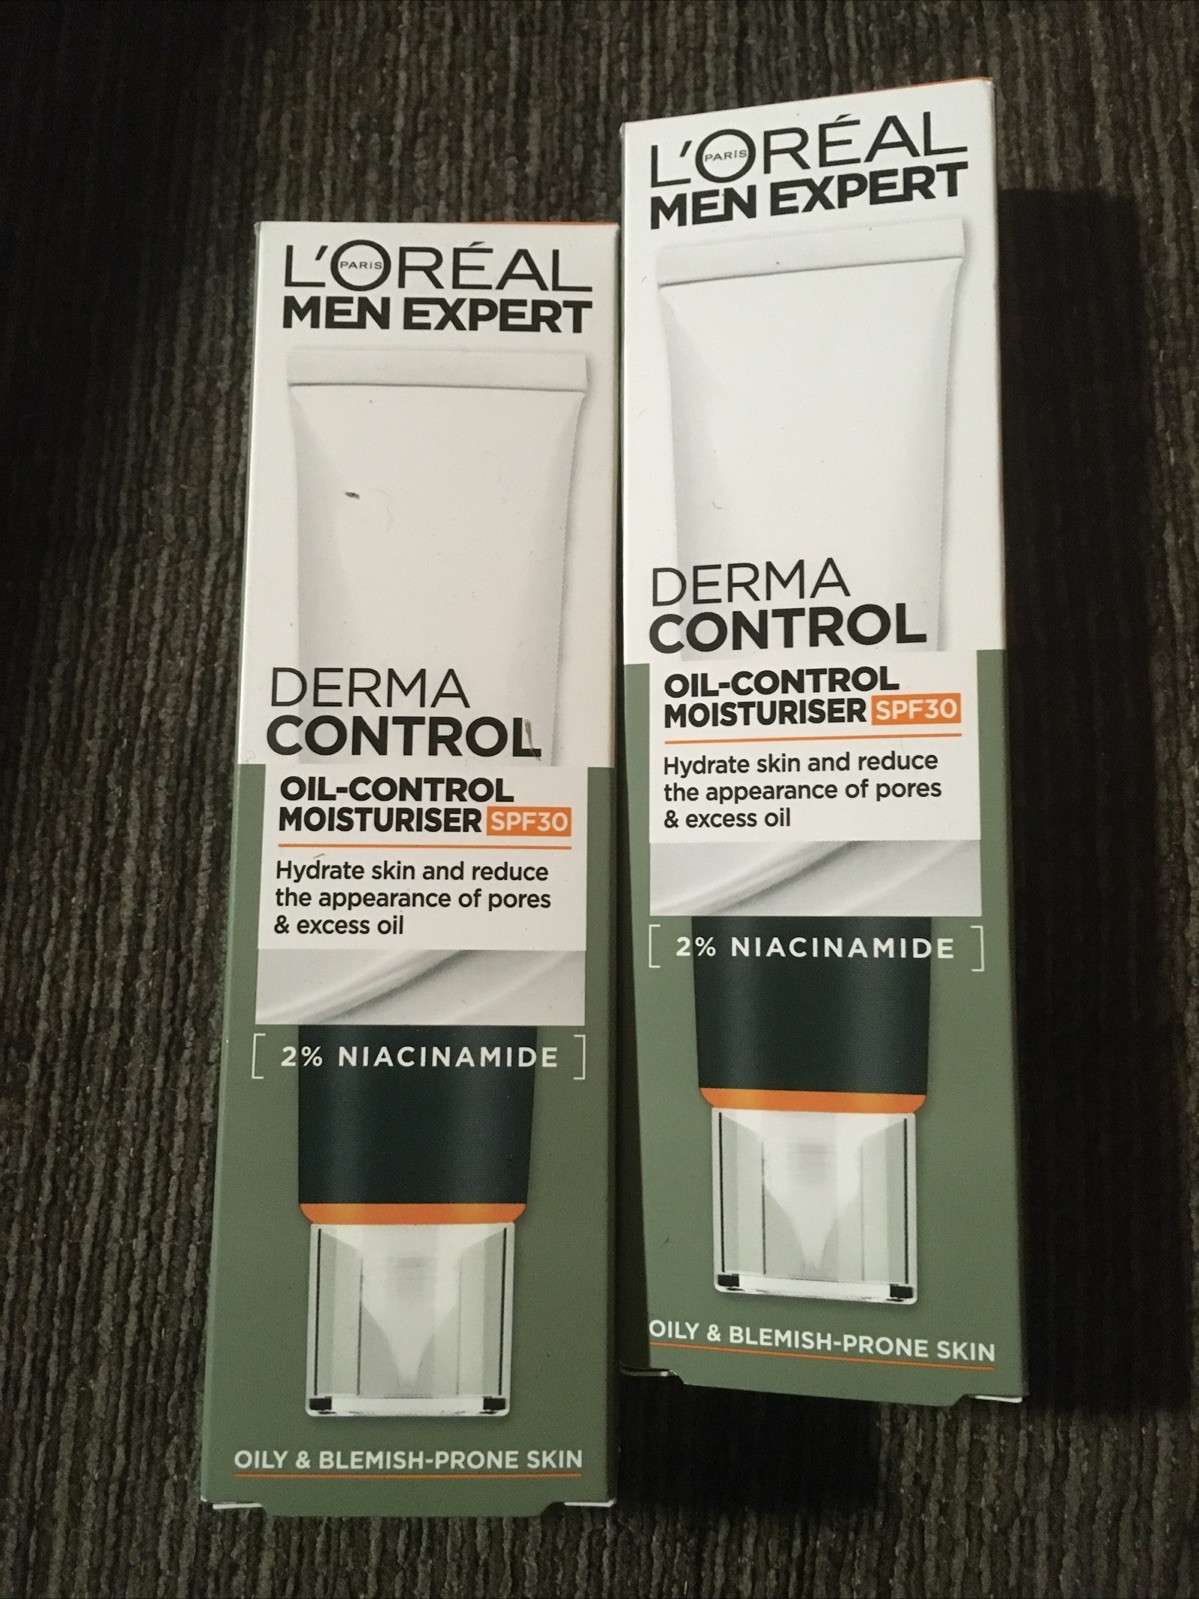 L'ORÉAL
PARIS
MEN EXPERT
DERMA
CONTROL
OIL-CONTROL
MOISTURISER SPF30
Hydrate skin and reduce
the appearance of pores
& excess oil
[ 2% NIACINAMIDE ]
OILY & BLEMISH-PRONE SKIN
L'ORÉAL
PARIS
MEN EXPERT
DERMA
CONTROL
OIL-CONTROL
MOISTURISER SPF30
Hydrate skin and reduce
the appearance of pores
& excess oil
[ 2% NIACINAMIDE ]
OILY & BLEMISH-PRONE SKIN